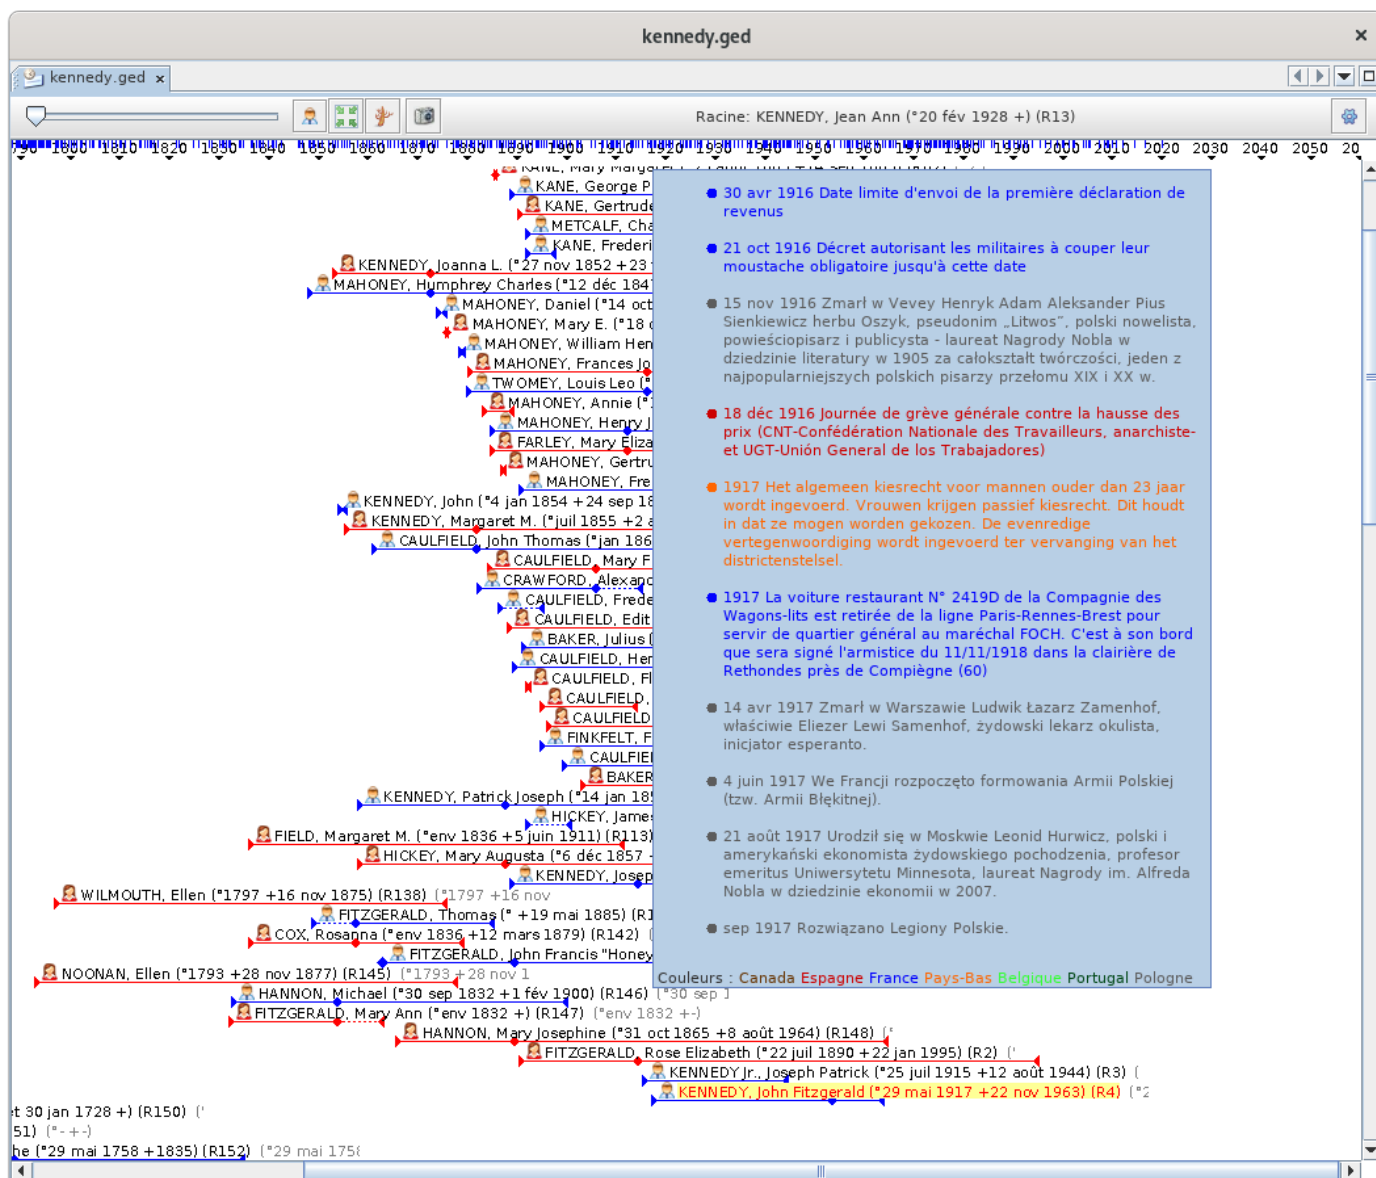 kennedy.ged
kennedy.ged
Racine: KENNEDY, Jean Ann (°20 fév 1928 +) (R13)
1800 1810 1820 1830 1840 1850 1860 1870 1880 1890 1900 1910 1920 1930 1940 1950 1960 1970 1980 1990 2000 2010 2020 2030 2040 2050 20
KANE, Mary
KANE, George P
KANE, Gertrude
METCALF, Cha
KANE, Frederi
KENNEDY, Joanna L. (°27 nov 1852 +23
MAHONEY, Humphrey Charles (°12 déc 184
MAHONEY, Daniel (°14 oct
MAHONEY, Mary E. (°18
MAHONEY, William Hen
MAHONEY, Frances Jo
TWOMEY, Louis Leo (°
MAHONEY, Annie (°
MAHONEY, Henry J
FARLEY, Mary Eliza
MAHONEY, Gertru
MAHONEY, Fre
KENNEDY, John (°4 jan 1854 +24 sep 18
KENNEDY, Margaret M. (°juil 1855 +2 a
CAULFIELD, John Thomas (°jan 186
CAULFIELD, Mary F
CRAWFORD, Alexand
CAULFIELD, Frede
CAULFIELD, Edit
BAKER, Julius (
CAULFIELD, Her
CAULFIELD, Fl
CAULFIELD,
CAULFIELD
FINKFELT, F
CAULFIE
BAKER
KENNEDY, Patrick Joseph (°14 jan 185
HICKEY, James
FIELD, Margaret M. (°env 1836 +5 juin 1911) (R113)
HICKEY, Mary Augusta (°6 déc 1857
KENNEDY, Josep
WILMOUTH, Ellen (°1797 +16 nov 1875) (R138) (°1797 +16 nov
FITZGERALD, Thomas (° +19 mai 1885) (R1
COX, Rosanna (°env 1836 +12 mars 1879) (R142) (
FITZGERALD, John Francis "Honey
NOONAN, Ellen (°1793 +28 nov 1877) (R145) (°1793 +28 nov 1
HANNON, Michael (°30 sep 1832 +1 fév 1900) (R146) (°30 sep 1
FITZGERALD, Mary Ann (°env 1832 +) (R147) (°env 1832 +-)
HANNON, Mary Josephine (°31 oct 1865 +8 août 1964) (R148) (°
FITZGERALD, Rose Elizabeth (°22 juil 1890 +22 jan 1995) (R2) (
KENNEDY Jr., Joseph Patrick (°25 juil 1915 +12 août 1944) (R3) (
KENNEDY, John Fitzgerald (°29 mai 1917 +22 nov 1963) (R4) (°2
t 30 jan 1728 +) (R150) (
51) (°-+-)
he (°29 mai 1758 +1835) (R152) (°29 mai 1758
30 avr 1916 Date limite d'envoi de la première déclaration de
revenus
21 oct 1916 Décret autorisant les militaires à couper leur
moustache obligatoire jusqu'à cette date
15 nov 1916 Zmarł w Vevey Henryk Adam Aleksander Pius
Sienkiewicz herbu Oszyk, pseudonim „Litwos”, polski nowelista,
powieściopisarz i publicysta - laureat Nagrody Nobla w
dziedzinie literatury w 1905 za całokształt twórczości, jeden z
najpopularniejszych polskich pisarzy przełomu XIX i XX w.
18 déc 1916 Journée de grève générale contre la hausse des
prix (CNT-Confédération Nationale des Travailleurs, anarchiste-
et UGT-Unión General de los Trabajadores)
1917 Het algemeen kiesrecht voor mannen ouder dan 23 jaar
wordt ingevoerd. Vrouwen krijgen passief kiesrecht. Dit houdt
in dat ze mogen worden gekozen. De evenredige
vertegenwoordiging wordt ingevoerd ter vervanging van het
districtenstelsel.
1917 La voiture restaurant N° 2419D de la Compagnie des
Wagons-lits est retirée de la ligne Paris-Rennes-Brest pour
servir de quartier général au maréchal FOCH. C'est à son bord
que sera signé l'armistice du 11/11/1918 dans la clairière de
Rethondes près de Compiègne (60)
14 avr 1917 Zmarł w Warszawie Ludwik Łazarz Zamenhof,
właściwie Eliezer Lewi Samenhof, żydowski lekarz okulista,
inicjator esperanto.
4 juin 1917 We Francji rozpoczęto formowania Armii Polskiej
(tzw. Armii Błękitnej).
21 août 1917 Urodził się w Moskwie Leonid Hurwicz, polski i
amerykański ekonomista żydowskiego pochodzenia, profesor
emeritus Uniwersytetu Minnesota, laureat Nagrody im. Alfreda
Nobla w dziedzinie ekonomii w 2007.
sep 1917 Rozwiązano Legiony Polskie.
Couleurs : Canada Espagne France Pays-Bas Belgique Portugal Pologne